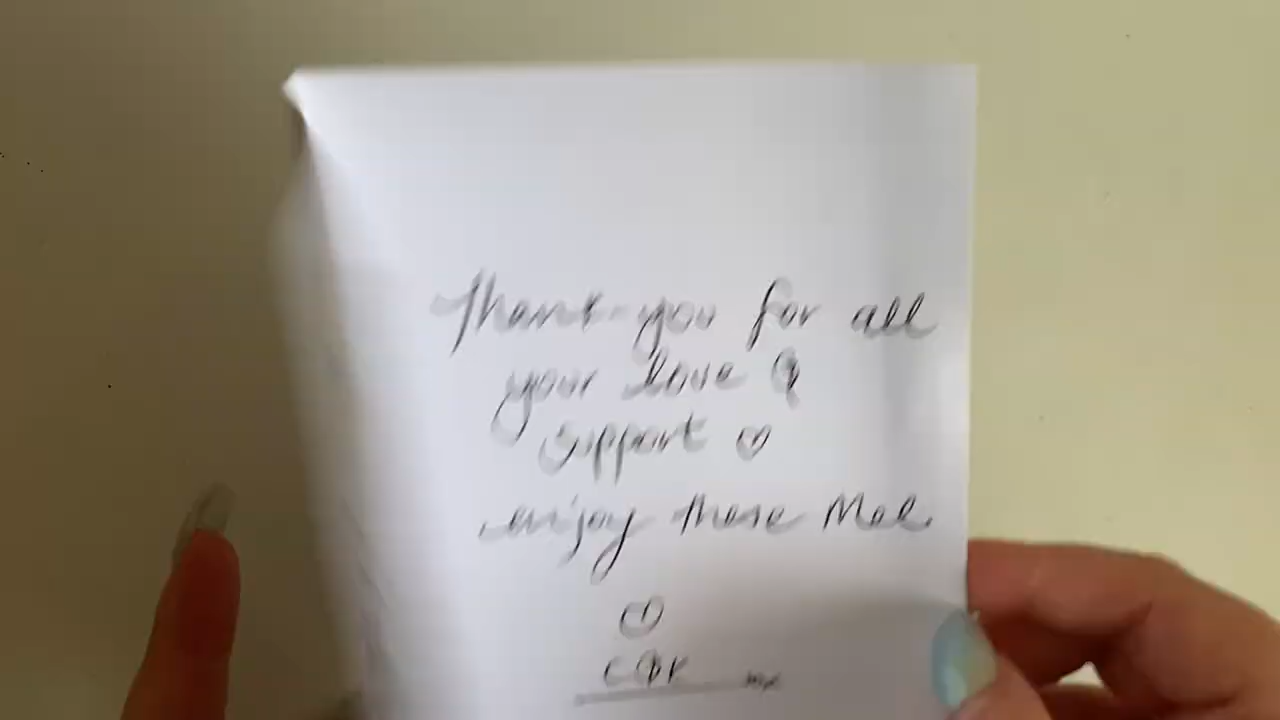 Thank-you for all
your love &
support ♡
enjoy these Mel
♡